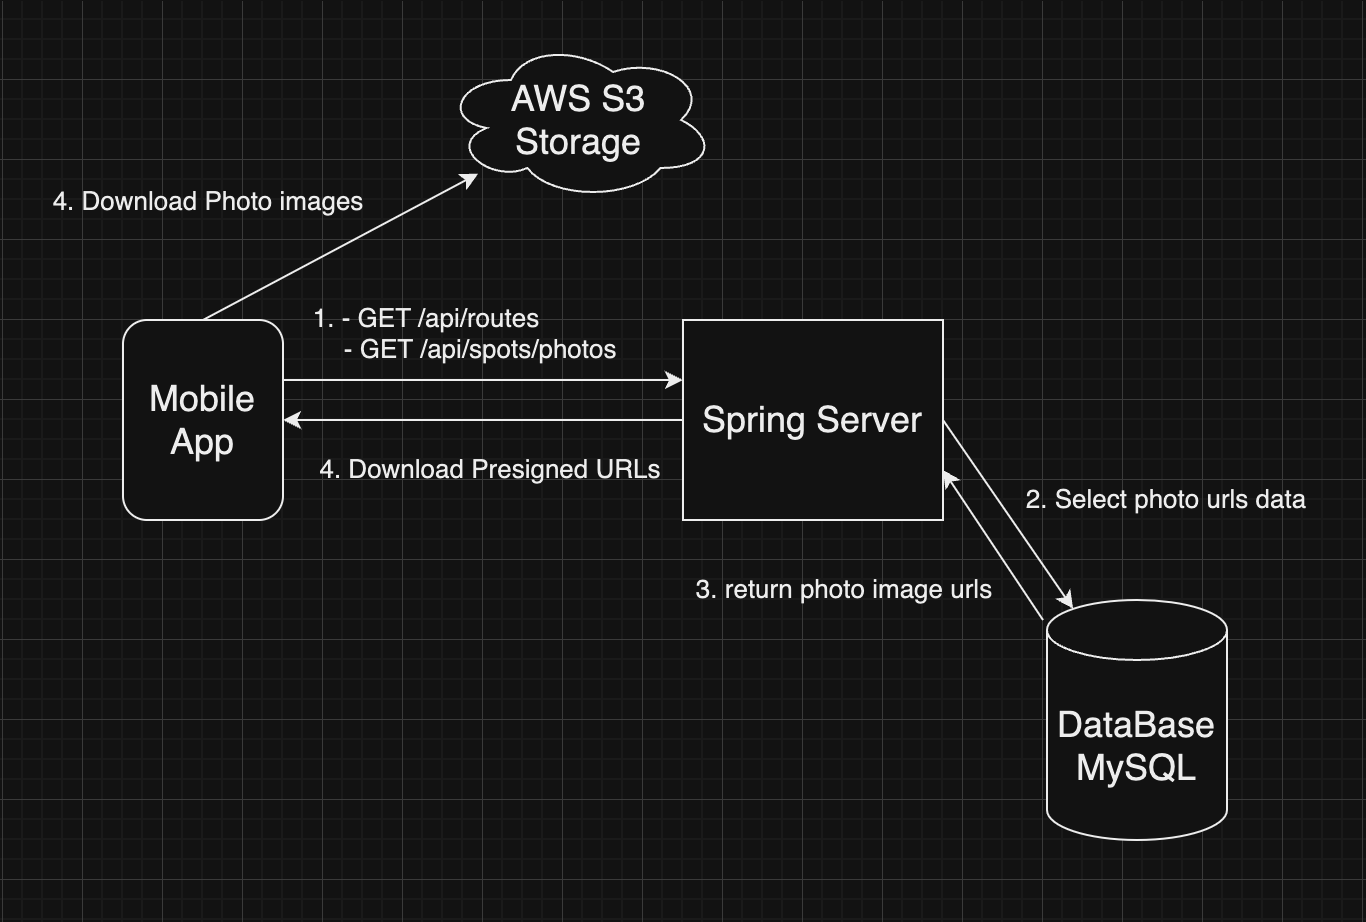 AWS S3
Storage
4. Download Photo images
1. - GET /api/routes
- GET /api/spots/photos
Mobile
App
Spring Server
4. Download Presigned URLs
2. Select photo urls data
3. return photo image urls
DataBase
MySQL